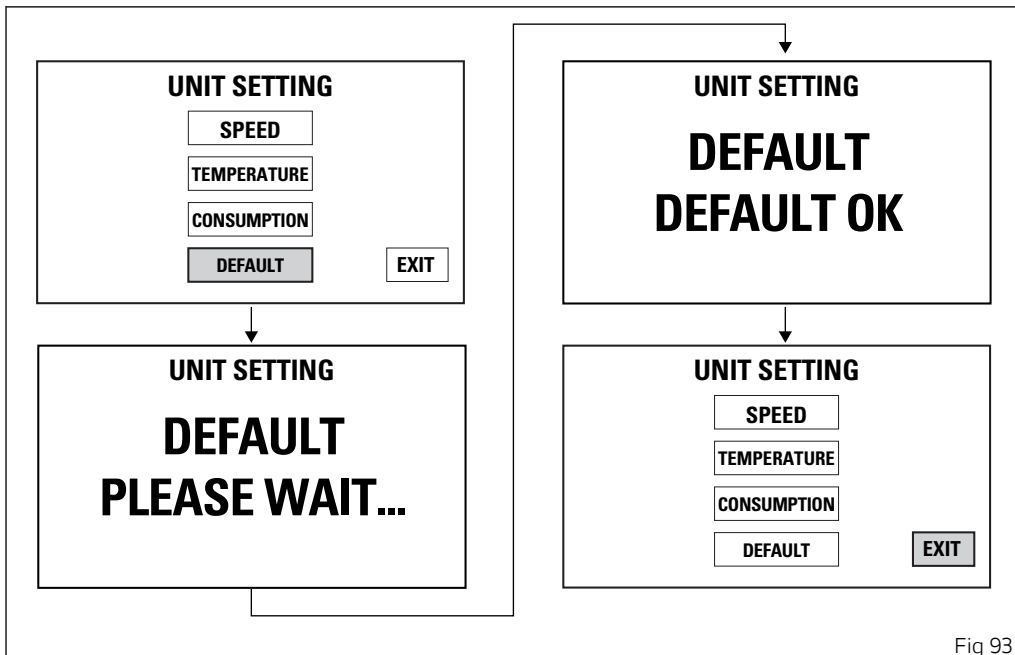 UNIT SETTING
SPEED
TEMPERATURE
CONSUMPTION
DEFAULT EXIT
UNIT SETTING
DEFAULT
PLEASE WAIT...
UNIT SETTING
DEFAULT
DEFAULT OK
UNIT SETTING
SPEED
TEMPERATURE
CONSUMPTION
DEFAULT EXIT
Fig 93